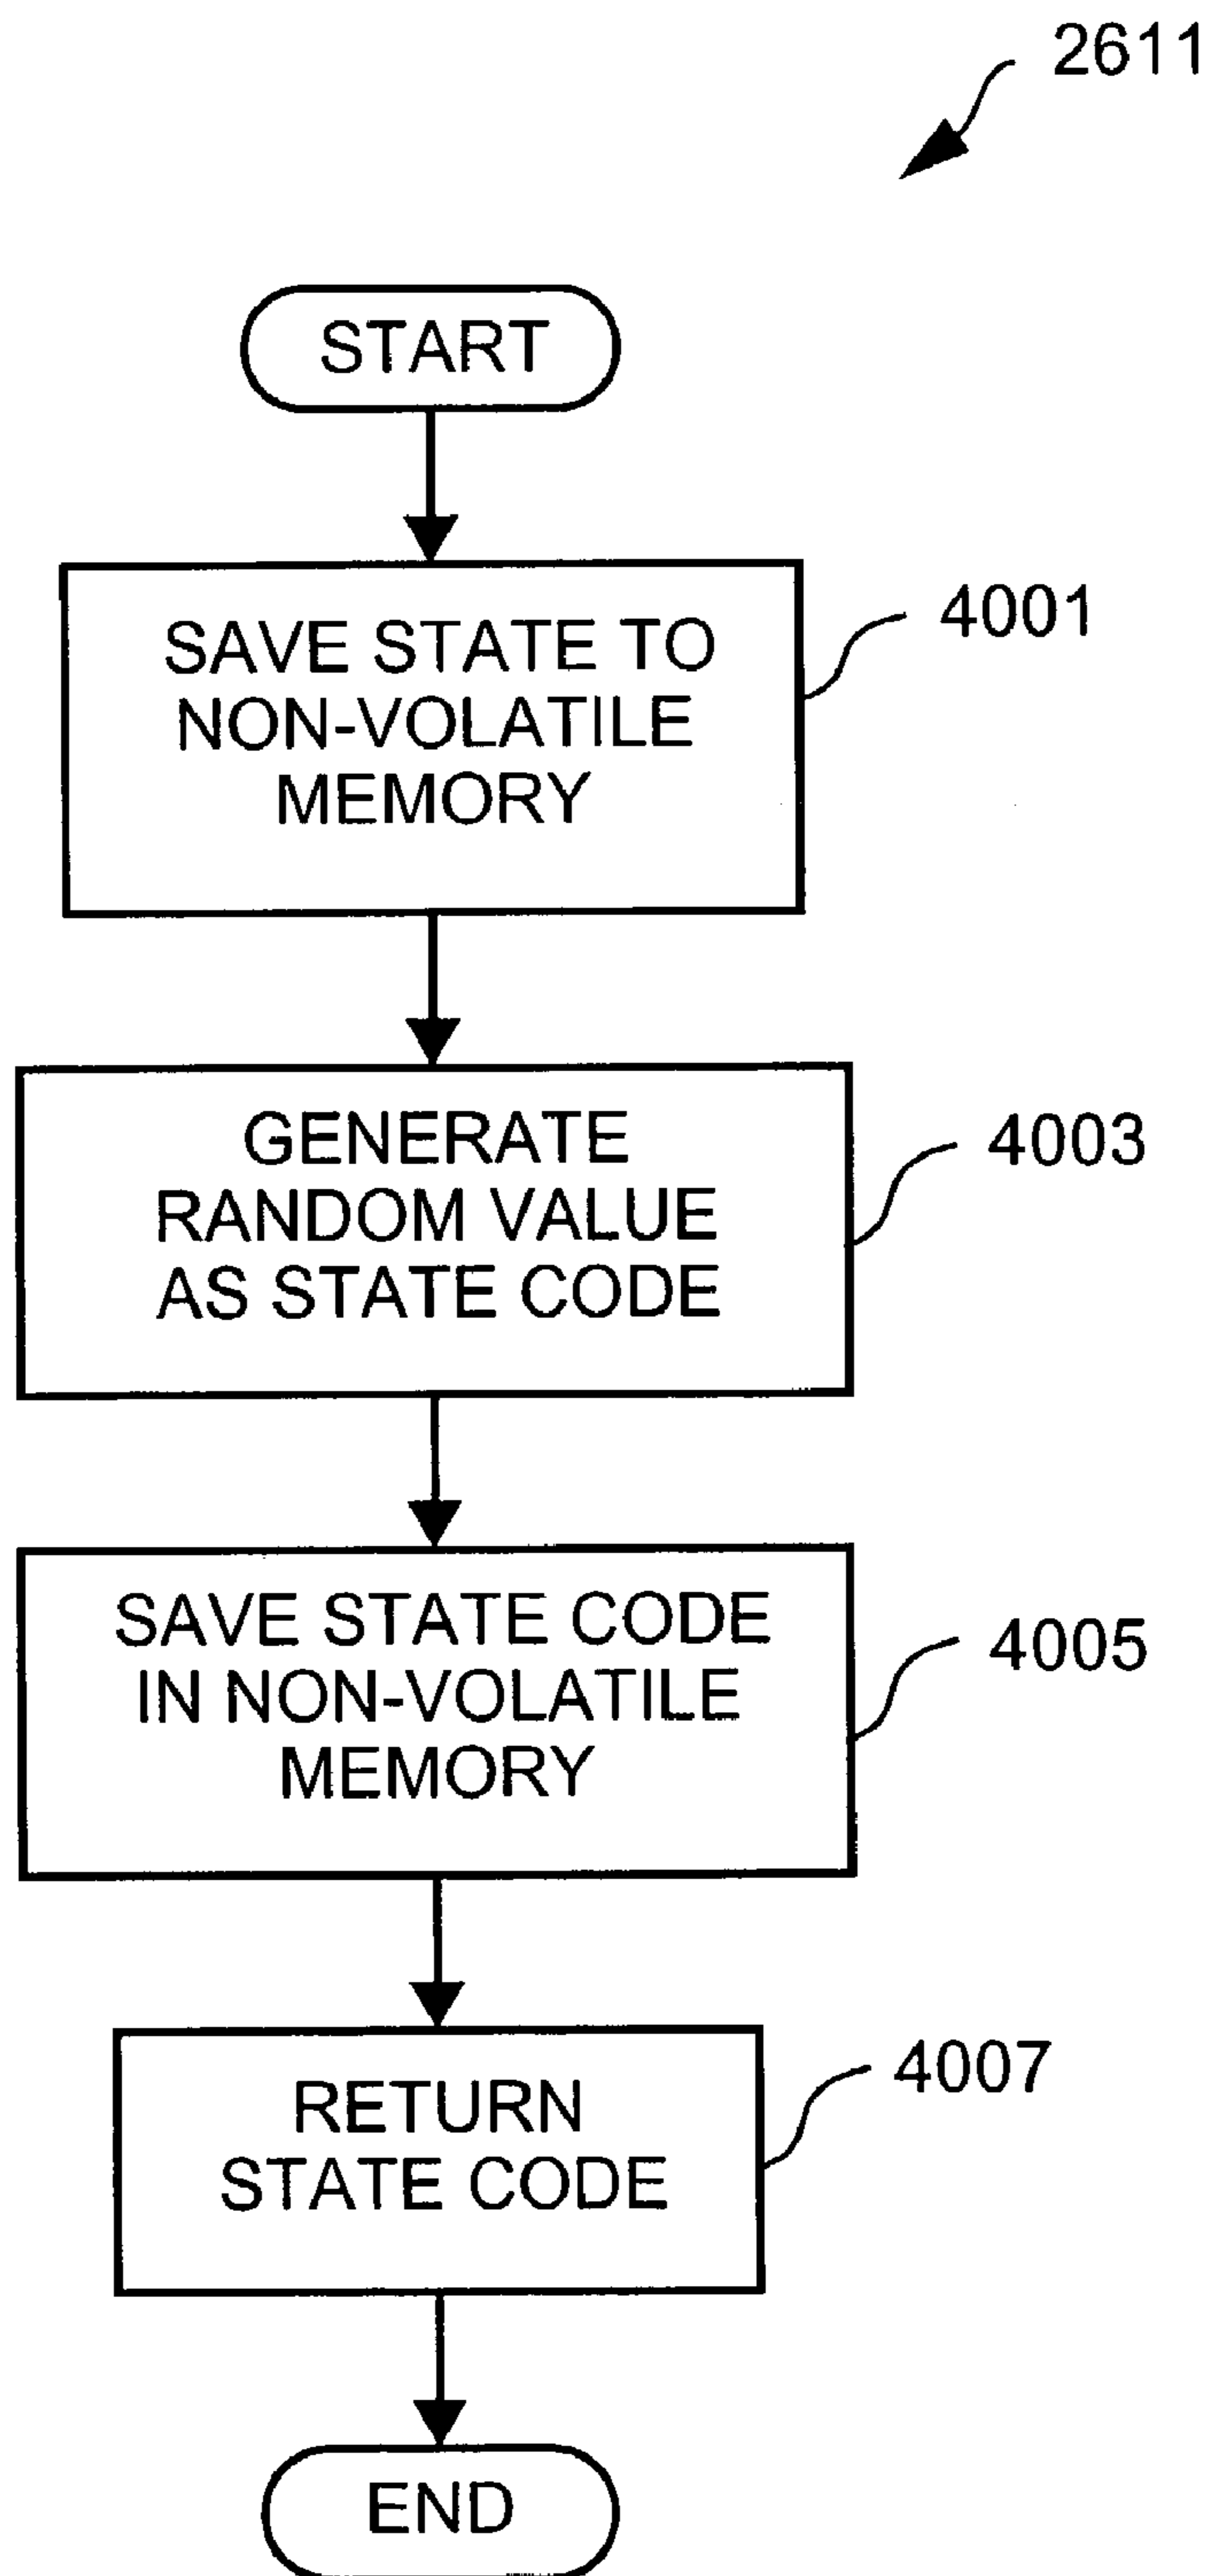 2611
START
SAVE STATE TO
NON-VOLATILE
MEMORY
4001
GENERATE
RANDOM VALUE
AS STATE CODE
4003
SAVE STATE CODE
IN NON-VOLATILE
MEMORY
4005
RETURN
STATE CODE
4007
END